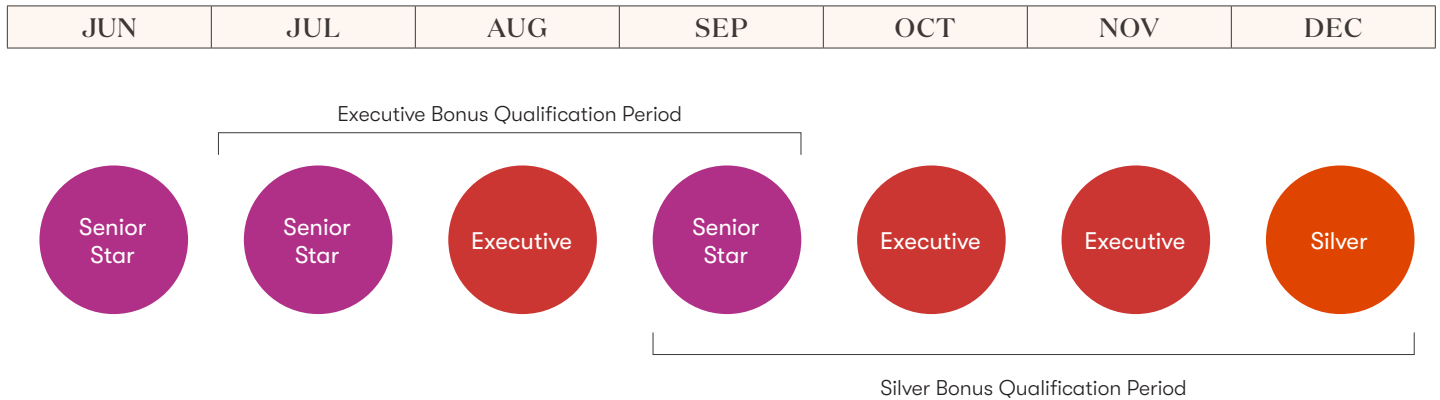 JUN JUL AUG SEP OCT NOV DEC
Executive Bonus Qualification Period
Senior
Star
Senior
Star
Executive
Senior
Star
Executive
Executive
Silver
Silver Bonus Qualification Period